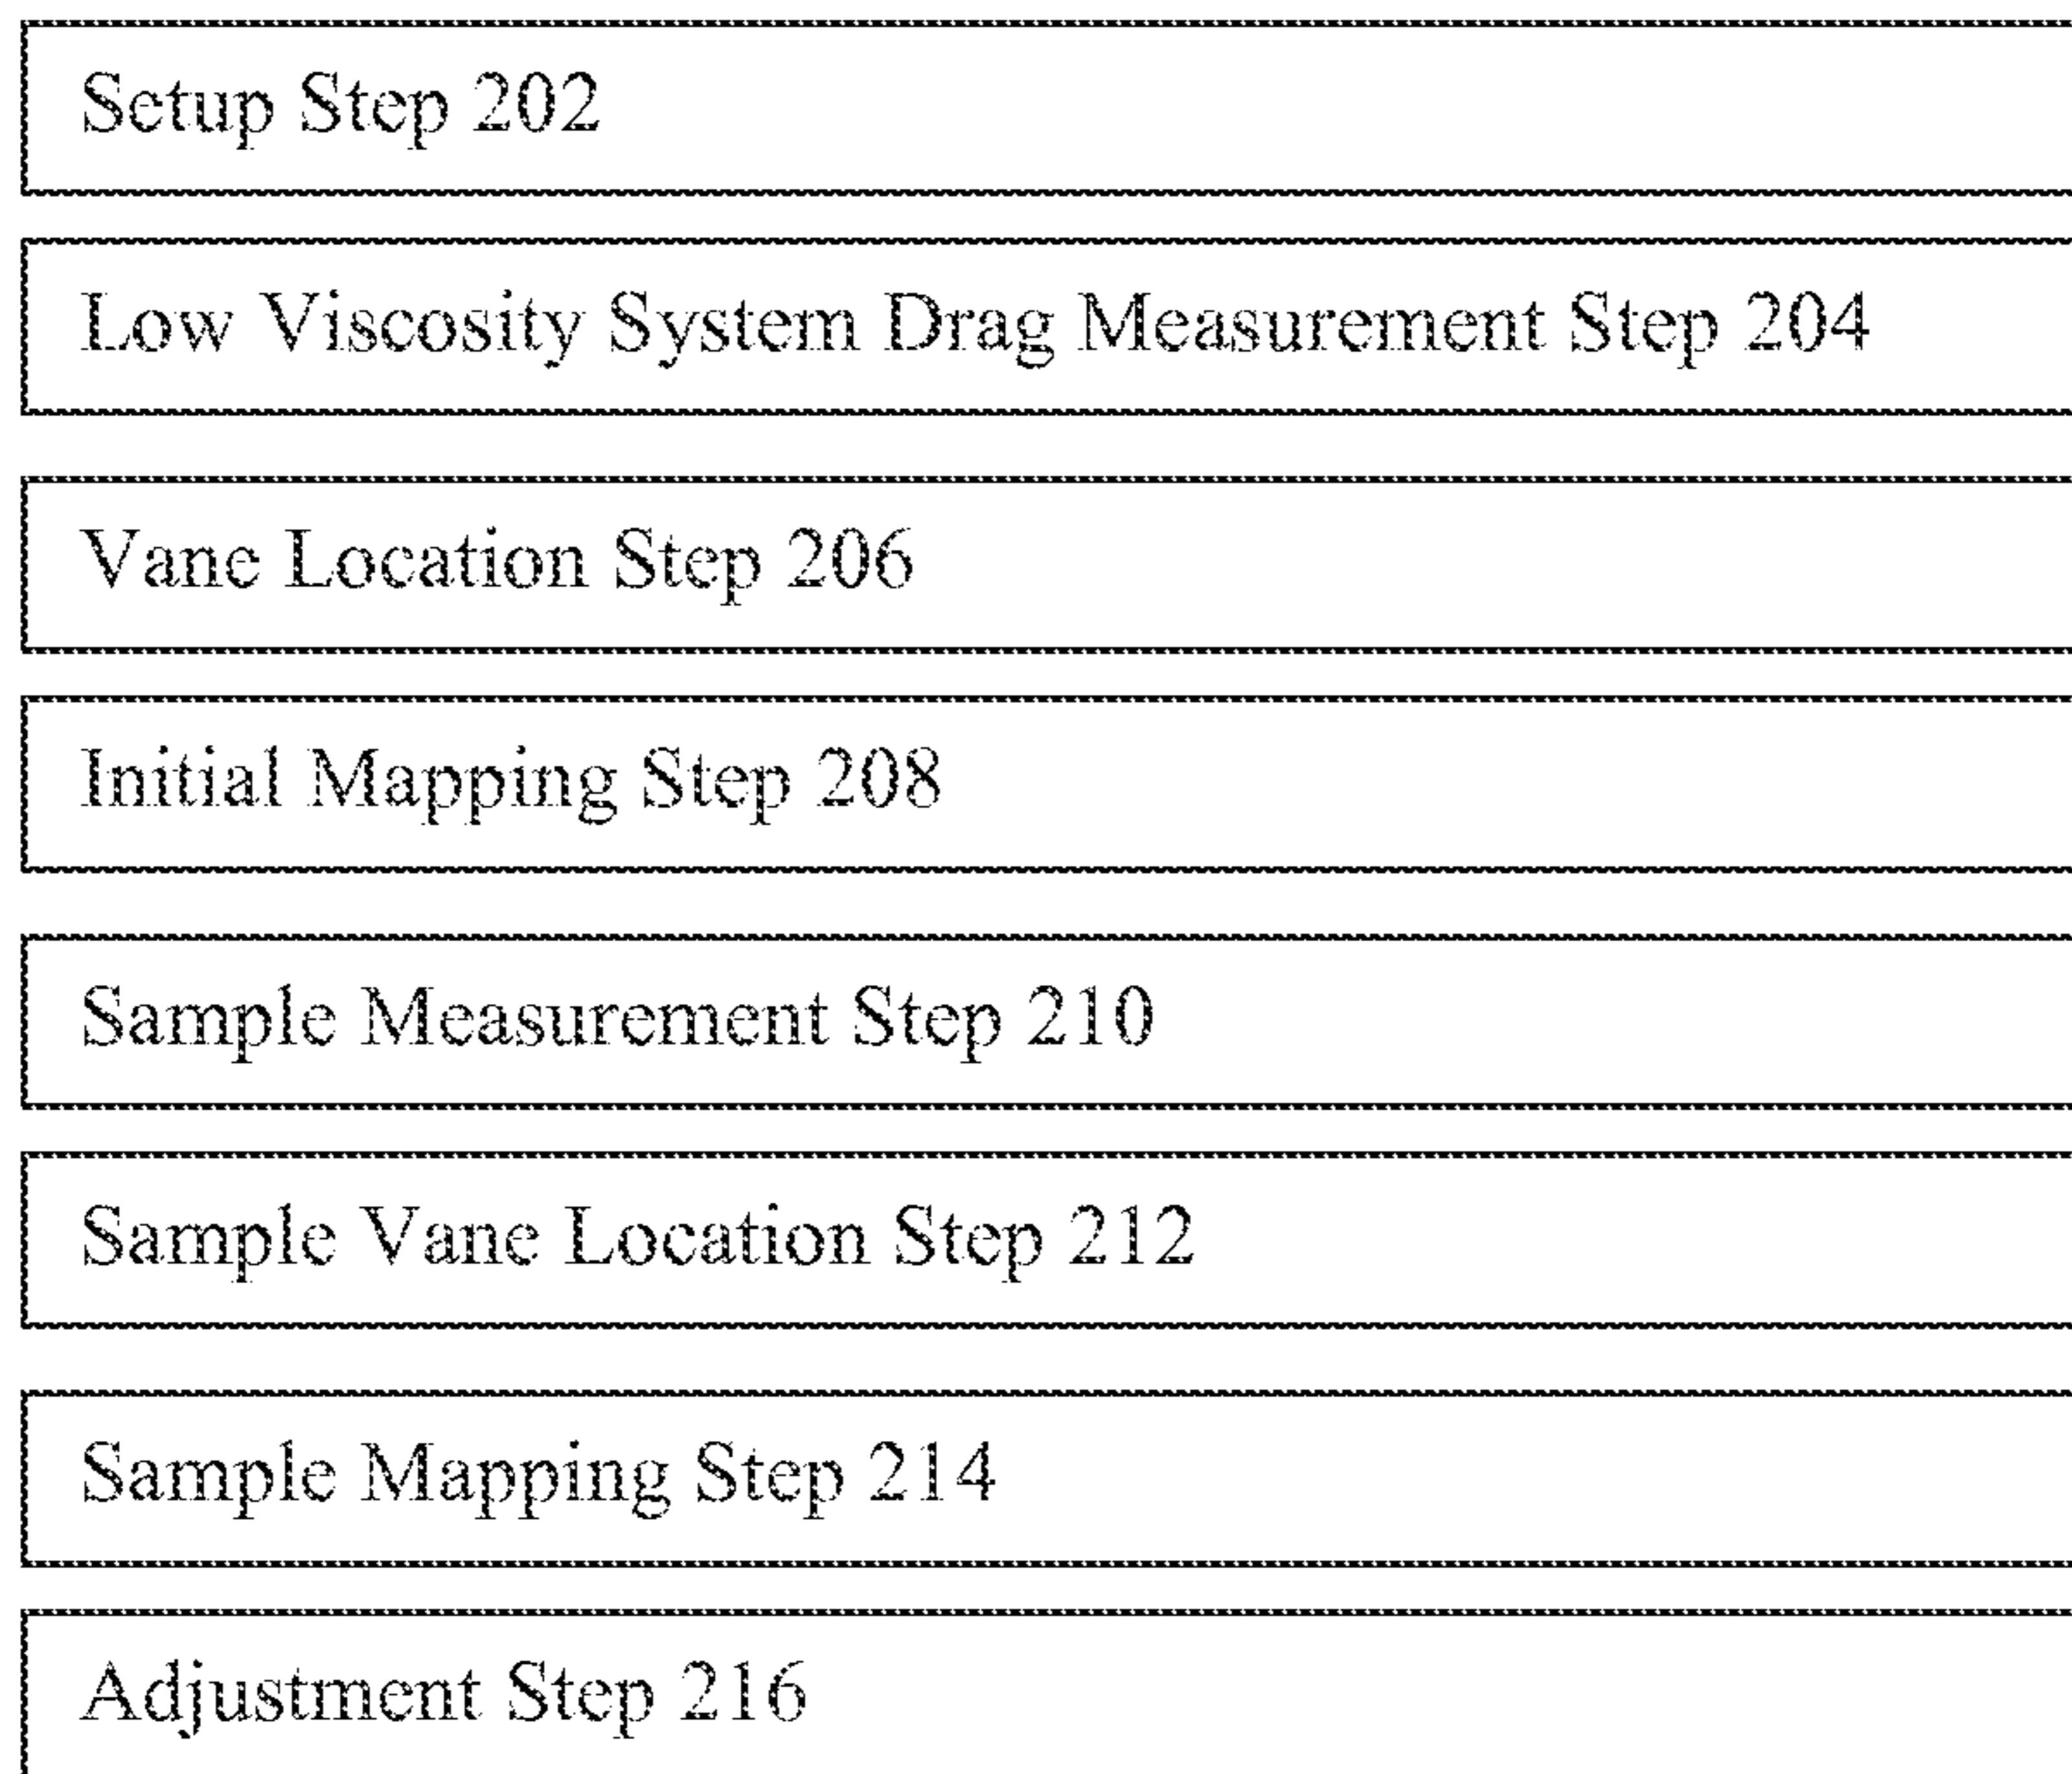 Setup Step 202
Low Viscosity System Drag Measurement Step 204
Vane Location Step 206
Initial Mapping Step 208
Sample Measurement Step 210
Sample Vane Location Step 212
Sample Mapping Step 214
Adjustment Step 216